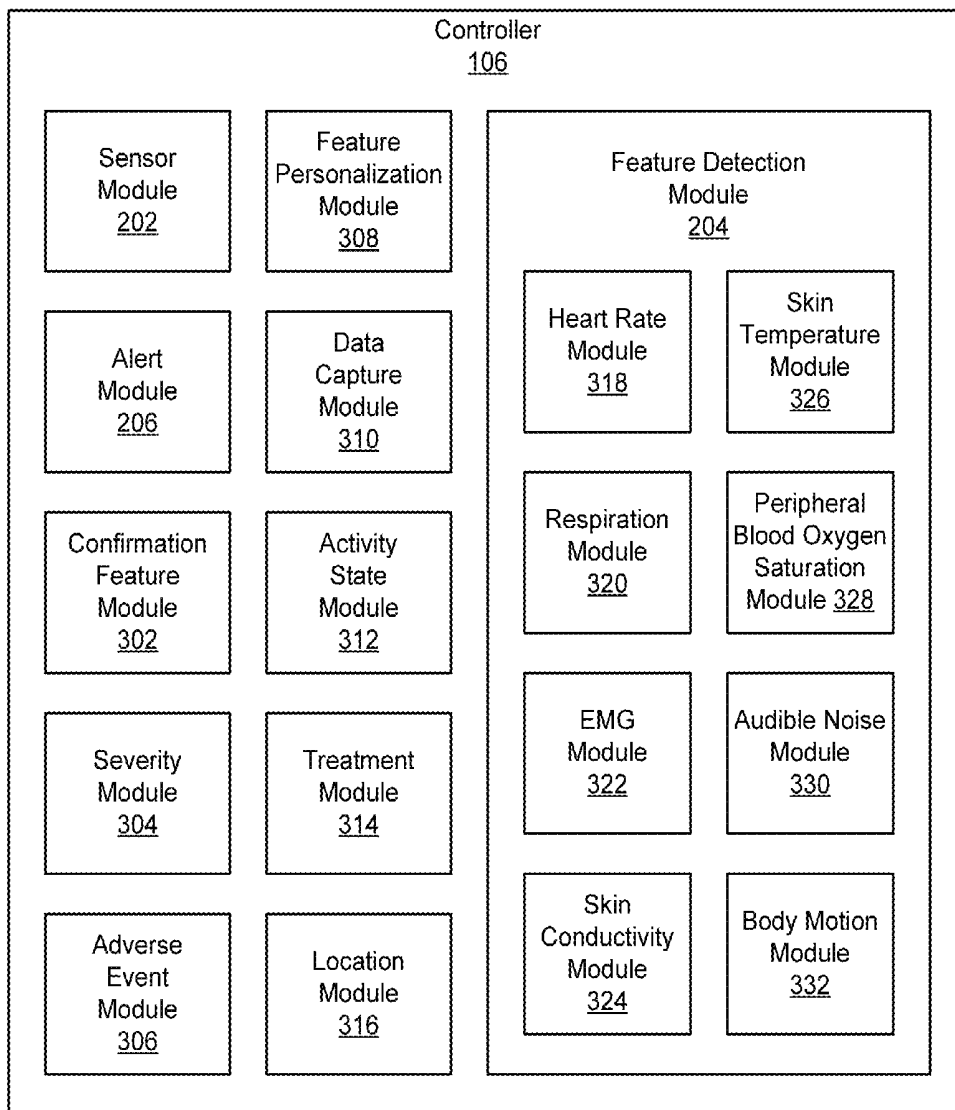 Controller
106
Sensor
Module
202
Feature
Personalization
Module
308
Alert
Module
206
Data
Capture
Module
310
Confirmation
Feature
Module
302
Activity
State Module
312
Severity
Module
304
Treatment
Module
314
Adverse
Event
Module
306
Location
Module
316
Feature Detection
Module
204
Heart Rate
Module
318
Skin
Temperature
Module
326
Respiration
Module
320
Peripheral
Blood Oxygen
Saturation
Module 328
EMG
Module
322
Audible Noise
Module
330
Skin
Conductivity
Module
324
Body Motion
Module
332